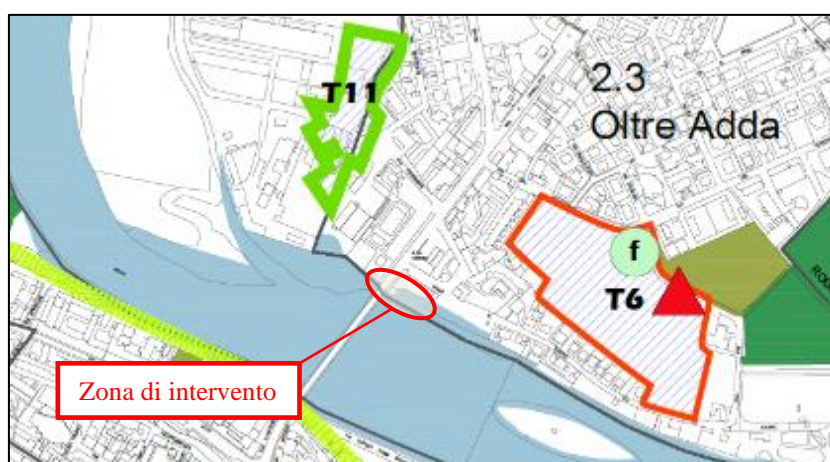 T11
2.3
Oltre Adda
f
T6
Zona di intervento